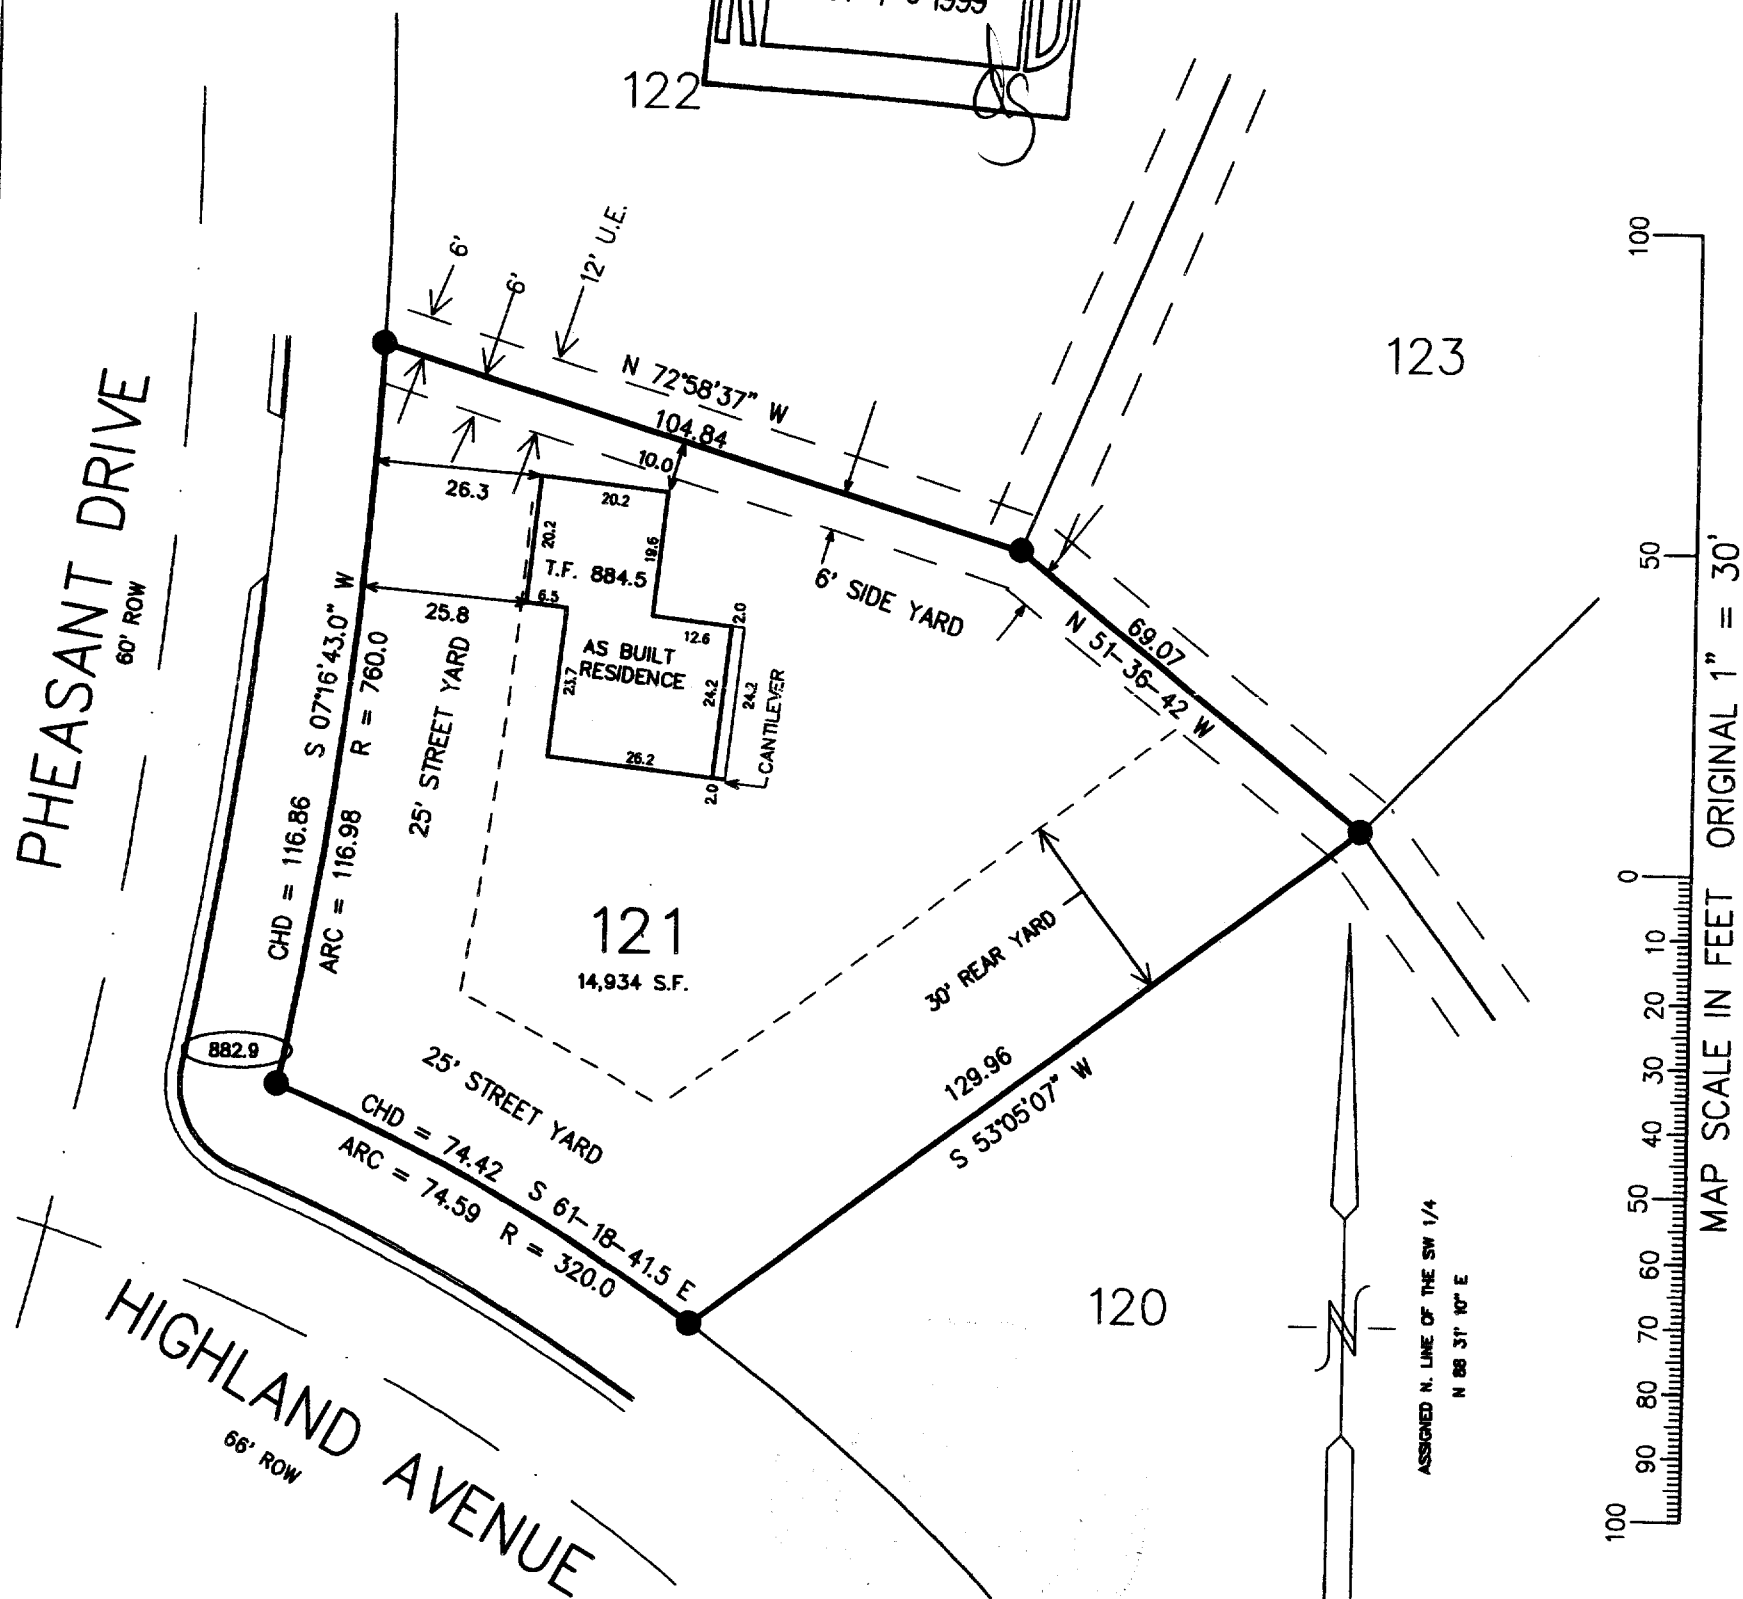 1999
122
6'
6'
12' U.E.
N 72°58'37" W
104.84
10.0
123
26.3
20.2
20.2
19.6
T.F. 884.5
6.5
25.8
12.6
2.0
AS BUILT
RESIDENCE
23.7
24.2
24.2
26.2
2.0
CANTILEVER
6' SIDE YARD
69.07
N 51-36-42 W
PHEASANT DRIVE
60' ROW
S 07°16'43.0" W
R = 760.0
CHD = 116.86
ARC = 116.98
25' STREET YARD
121
14,934 S.F.
30' REAR YARD
882.9
25' STREET YARD
CHD = 74.42 S 61-18-41.5 E
ARC = 74.59 R = 320.0
129.96
S 53°05'07" W
120
HIGHLAND AVENUE
66' ROW
N
ASSIGNED N. LINE OF THE SW 1/4
N 88 31' 10" E
100
50
0
10
20
30
40
50
60
70
80
90
100
MAP SCALE IN FEET ORIGINAL 1" = 30'